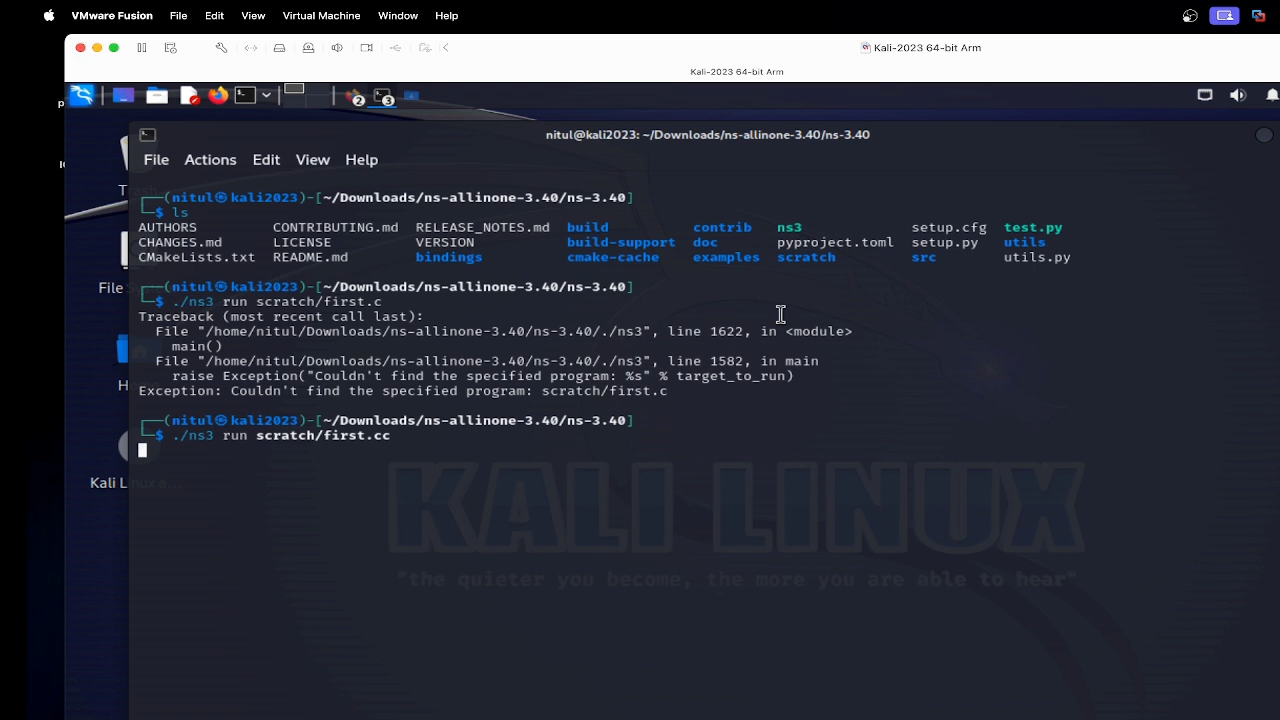 VMware Fusion File Edit View Virtual Machine Window Help
Kali-2023 64-bit Arm
Kali-2023 64-bit Arm
2 3
nitul@kali2023: ~/Downloads/ns-allinone-3.40/ns-3.40
File Actions Edit View Help
┌──(nitul㉿kali2023)-[~/Downloads/ns-allinone-3.40/ns-3.40]
└─$ ls
AUTHORS CONTRIBUTING.md RELEASE_NOTES.md build contrib ns3 setup.cfg test.py
CHANGES.md LICENSE VERSION build-support doc pyproject.toml setup.py utils
CMakeLists.txt README.md bindings cmake-cache examples scratch src utils.py
┌──(nitul㉿kali2023)-[~/Downloads/ns-allinone-3.40/ns-3.40]
└─$ ./ns3 run scratch/first.c
Traceback (most recent call last):
File "/home/nitul/Downloads/ns-allinone-3.40/ns-3.40/./ns3", line 1622, in <module>
main()
File "/home/nitul/Downloads/ns-allinone-3.40/ns-3.40/./ns3", line 1582, in main
raise Exception("Couldn't find the specified program: %s" % target_to_run)
Exception: Couldn't find the specified program: scratch/first.c
┌──(nitul㉿kali2023)-[~/Downloads/ns-allinone-3.40/ns-3.40]
└─$ ./ns3 run scratch/first.cc
Kali Linux a...
KALI LINUX
"the quieter you become, the more you are able to hear"